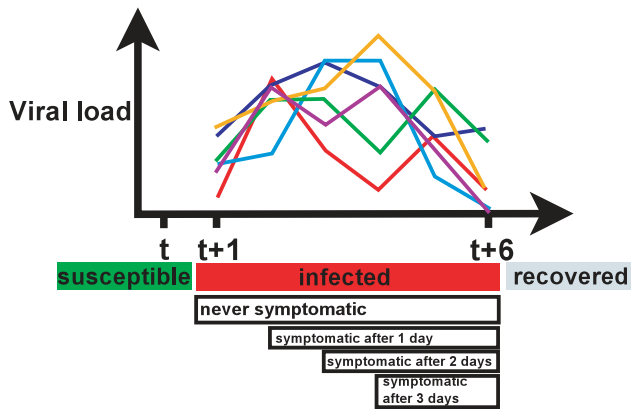 Viral load
t
t+1
t+6
susceptible
infected
recovered
never symptomatic
symptomatic after 1 day
symptomatic after 2 days
symptomatic
after 3 days